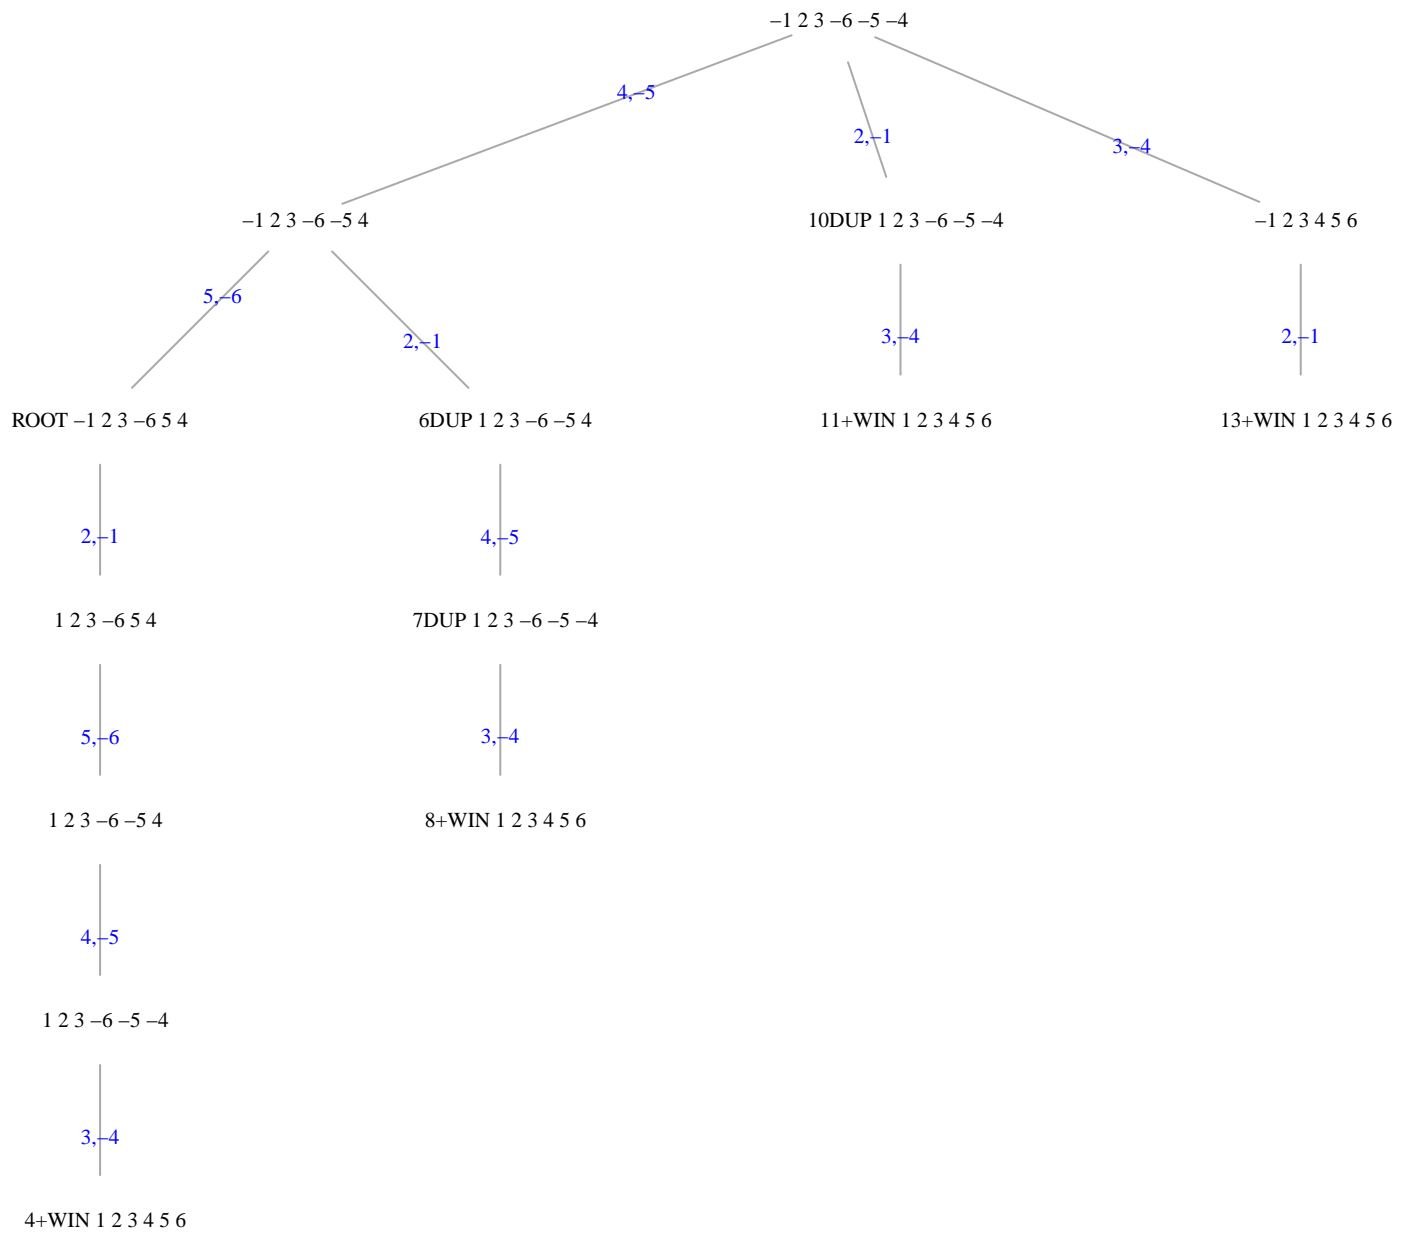 –1 2 3 –6 –5 –4
4,–5
2,–1
3,–4
–1 2 3 –6 –5 4
10DUP 1 2 3 –6 –5 –4
–1 2 3 4 5 6
5,–6
2,–1
3,–4
2,–1
ROOT –1 2 3 –6 5 4
6DUP 1 2 3 –6 –5 4
11+WIN 1 2 3 4 5 6
13+WIN 1 2 3 4 5 6
2,–1
4,–5
1 2 3 –6 5 4
7DUP 1 2 3 –6 –5 –4
5,–6
3,–4
1 2 3 –6 –5 4
8+WIN 1 2 3 4 5 6
4,–5
1 2 3 –6 –5 –4
3,–4
4+WIN 1 2 3 4 5 6